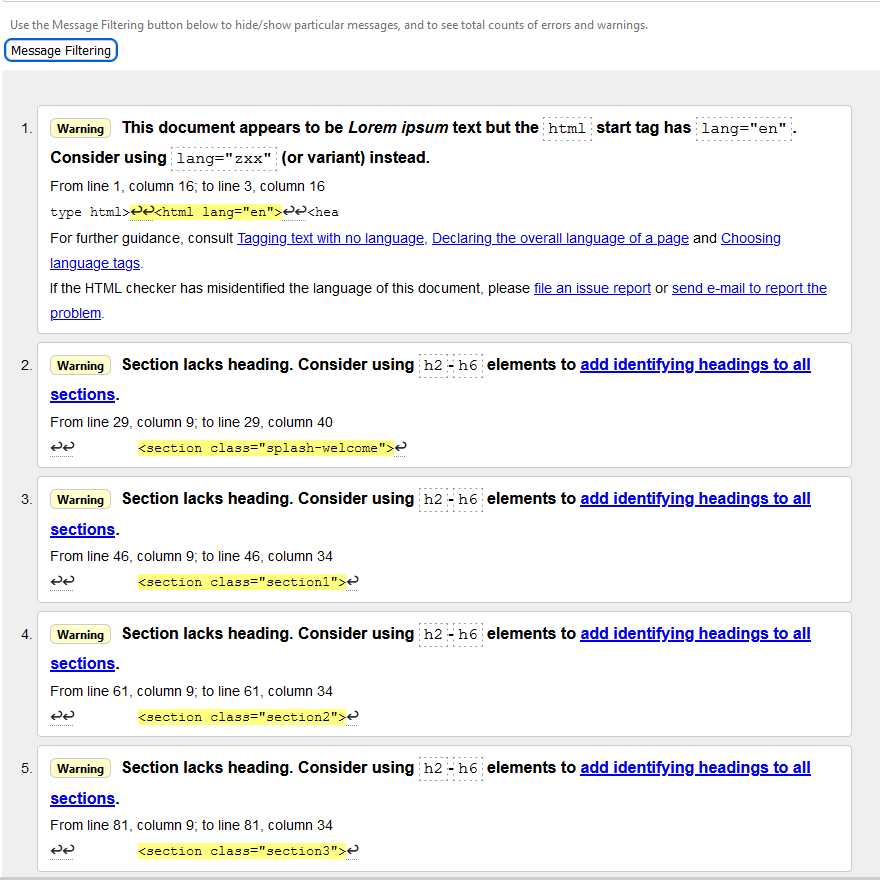 Use the Message Filtering button below to hide/show particular messages, and to see total counts of errors and warnings.
Message Filtering
1. Warning This document appears to be Lorem ipsum text but the html start tag has lang="en".
Consider using lang="zxx" (or variant) instead.
From line 1, column 16; to line 3, column 16
type html>↩↩<html lang="en">↩↩<hea
For further guidance, consult Tagging text with no language, Declaring the overall language of a page and Choosing
language tags.
If the HTML checker has misidentified the language of this document, please file an issue report or send e-mail to report the
problem.
2. Warning Section lacks heading. Consider using h2-h6 elements to add identifying headings to all
sections.
From line 29, column 9; to line 29, column 40
↩↩ <section class="splash-welcome">↩
3. Warning Section lacks heading. Consider using h2-h6 elements to add identifying headings to all
sections.
From line 46, column 9; to line 46, column 34
↩↩ <section class="section1">↩
4. Warning Section lacks heading. Consider using h2-h6 elements to add identifying headings to all
sections.
From line 61, column 9; to line 61, column 34
↩↩ <section class="section2">↩
5. Warning Section lacks heading. Consider using h2-h6 elements to add identifying headings to all
sections.
From line 81, column 9; to line 81, column 34
↩↩ <section class="section3">↩